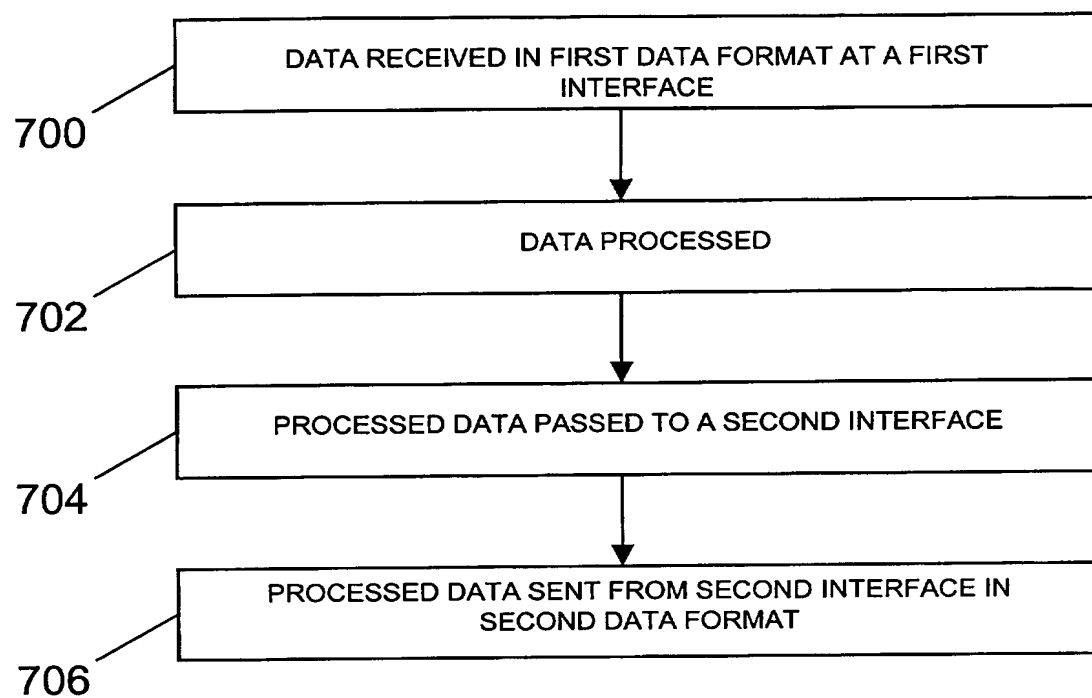 DATA RECEIVED IN FIRST DATA FORMAT AT A FIRST
INTERFACE
700
DATA PROCESSED
702
PROCESSED DATA PASSED TO A SECOND INTERFACE
704
PROCESSED DATA SENT FROM SECOND INTERFACE IN
SECOND DATA FORMAT
706